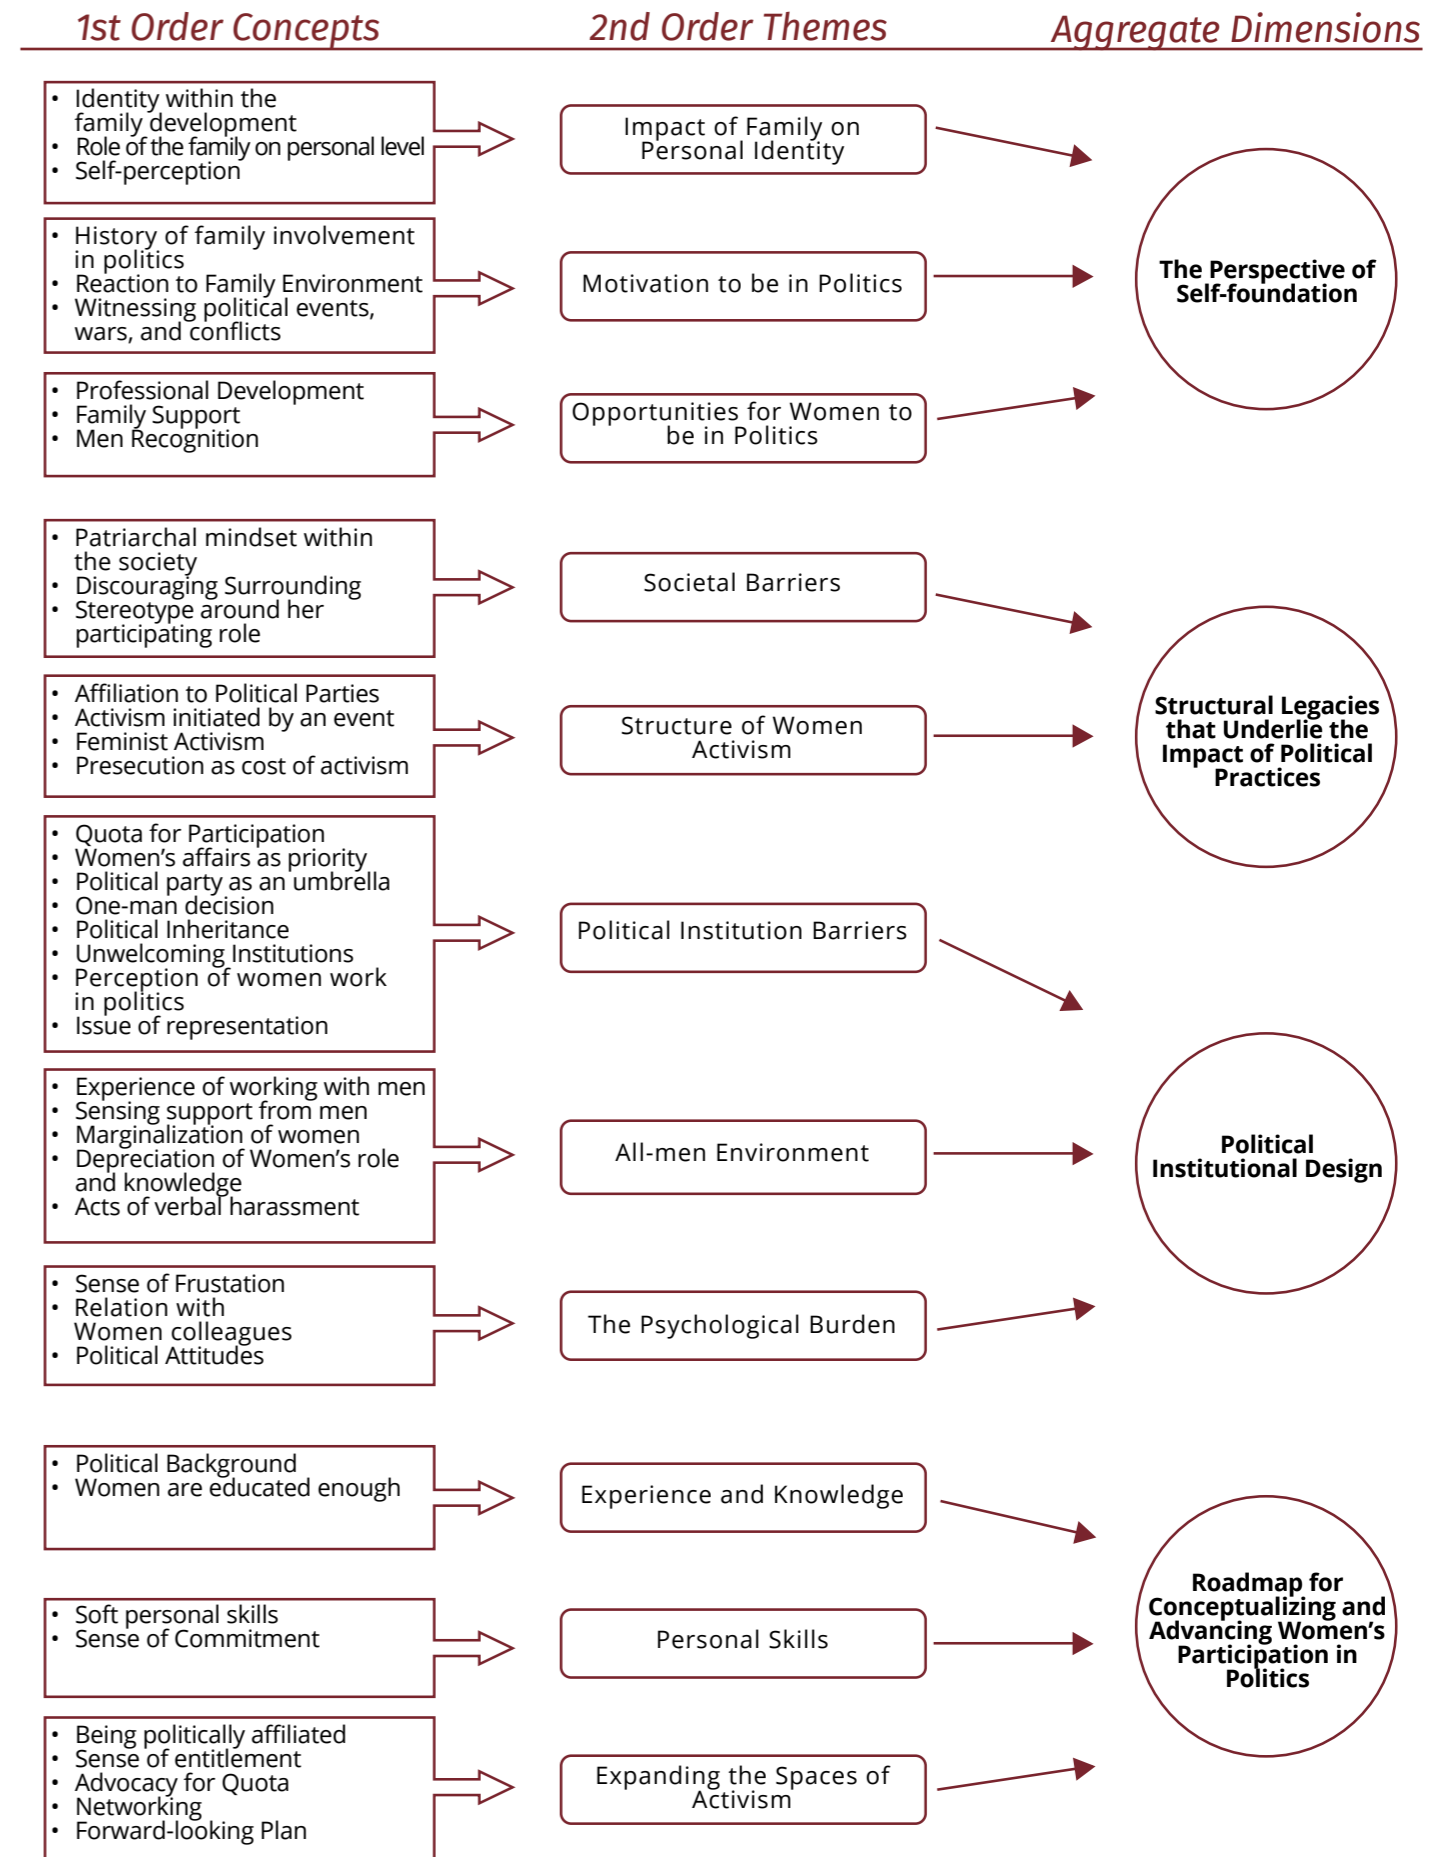 1st Order Concepts
2nd Order Themes
Aggregate Dimensions
• Identity within the
family development
• Role of the family on personal level
• Self-perception
Impact of Family on
Personal Identity
• History of family involvement
in politics
• Reaction to Family Environment
• Witnessing political events,
wars, and conflicts
Motivation to be in Politics
• Professional Development
• Family Support
• Men Recognition
Opportunities for Women to
be in Politics
The Perspective of
Self-foundation
• Patriarchal mindset within
the society
• Discouraging Surrounding
• Stereotype around her
participating role
Societal Barriers
• Affiliation to Political Parties
• Activism initiated by an event
• Feminist Activism
• Presecution as cost of activism
Structure of Women
Activism
Structural Legacies
that Underlie the
Impact of Political
Practices
• Quota for Participation
• Women's affairs as priority
• Political party as an umbrella
• One-man decision
• Political Inheritance
• Unwelcoming Institutions
• Perception of women work
in politics
• Issue of representation
Political Institution Barriers
• Experience of working with men
• Sensing support from men
• Marginalization of women
• Depreciation of Women's role
and knowledge
• Acts of verbal harassment
All-men Environment
• Sense of Frustation
• Relation with
Women colleagues
• Political Attitudes
The Psychological Burden
Political
Institutional Design
• Political Background
• Women are educated enough
Experience and Knowledge
• Soft personal skills
• Sense of Commitment
Personal Skills
• Being politically affiliated
• Sense of entitlement
• Advocacy for Quota
• Networking
• Forward-looking Plan
Expanding the Spaces of
Activism
Roadmap for
Conceptualizing and
Advancing Women's
Participation in
Politics